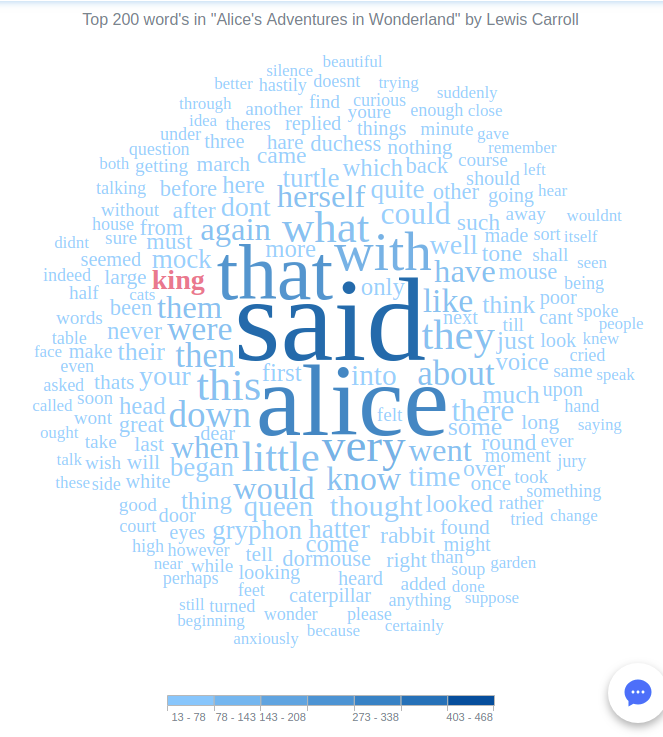 Top 200 word's in "Alice's Adventures in Wonderland" by Lewis Carroll
beautiful
silence
better hastily doesnt trying
through another find curious suddenly
idea theres replied youre enough close
under three hare duchess things minute gave
question came nothing remember
both getting march turtle which back course left
talking before here herself quite other should going hear
without after dont what could such away wouldnt
house from again with well made sort itself
didnt sure must more tone shall
seemed mock that have mouse seen
indeed large king only being
half cats them said like think poor
words been were next till cant spoke
table never they just look knew people
face make their then cried
even your first into about voice same speak
asked thats this alice much upon
called soon head down felt there hand
wont great dear some long saying
ought take last when little very went round ever
talk wish will began know time over moment jury
these side white would once took
good thing queen thought looked rather something
door gryphon hatter rabbit found tried change
court eyes come might
high however tell dormouse right than
near while looking heard soup garden
perhaps feet caterpillar added done
still turned anything suppose
beginning wonder please
anxiously because certainly
13 - 78 78 - 143 143 - 208 273 - 338 403 - 468